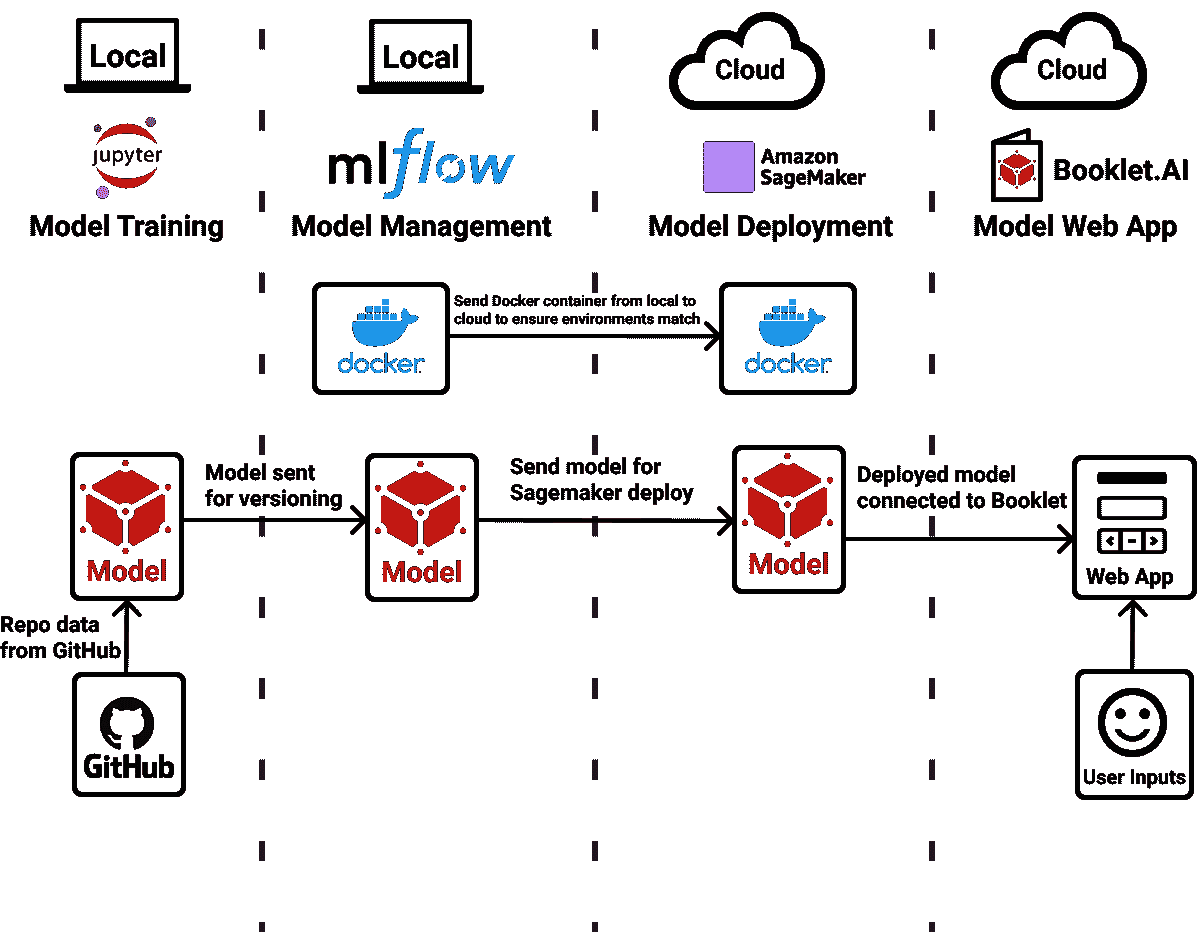 Local
Local
Cloud
Cloud
jupyter
mlflow
Amazon
SageMaker
Booklet.AI
Model Training
Model Management
Model Deployment
Model Web App
Send Docker container from local to
cloud to ensure environments match
docker
docker
Model sent
for versioning
Send model for
Sagemaker deploy
Deployed model
connected to Booklet
Model
Model
Model
Web App
Repo data
from GitHub
GitHub
User Inputs